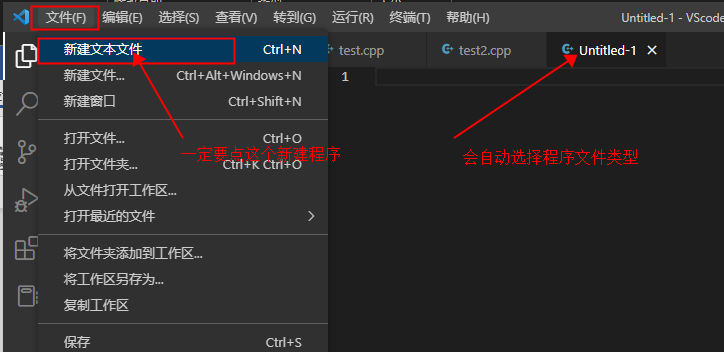 文件(F) 编辑(E) 选择(S) 查看(V) 转到(G) 运行(R) 终端(T) 帮助(H) Untitled-1 - VScode
新建文本文件 Ctrl+N
test.cpp test2.cpp Untitled-1
新建文件... Ctrl+Alt+Windows+N
1
新建窗口 Ctrl+Shift+N
打开文件... Ctrl+O
一定要点这个新建程序
会自动选择程序文件类型
打开文件夹... Ctrl+K Ctrl+O
从文件打开工作区...
打开最近的文件
将文件夹添加到工作区...
将工作区另存为...
复制工作区
保存 Ctrl+S